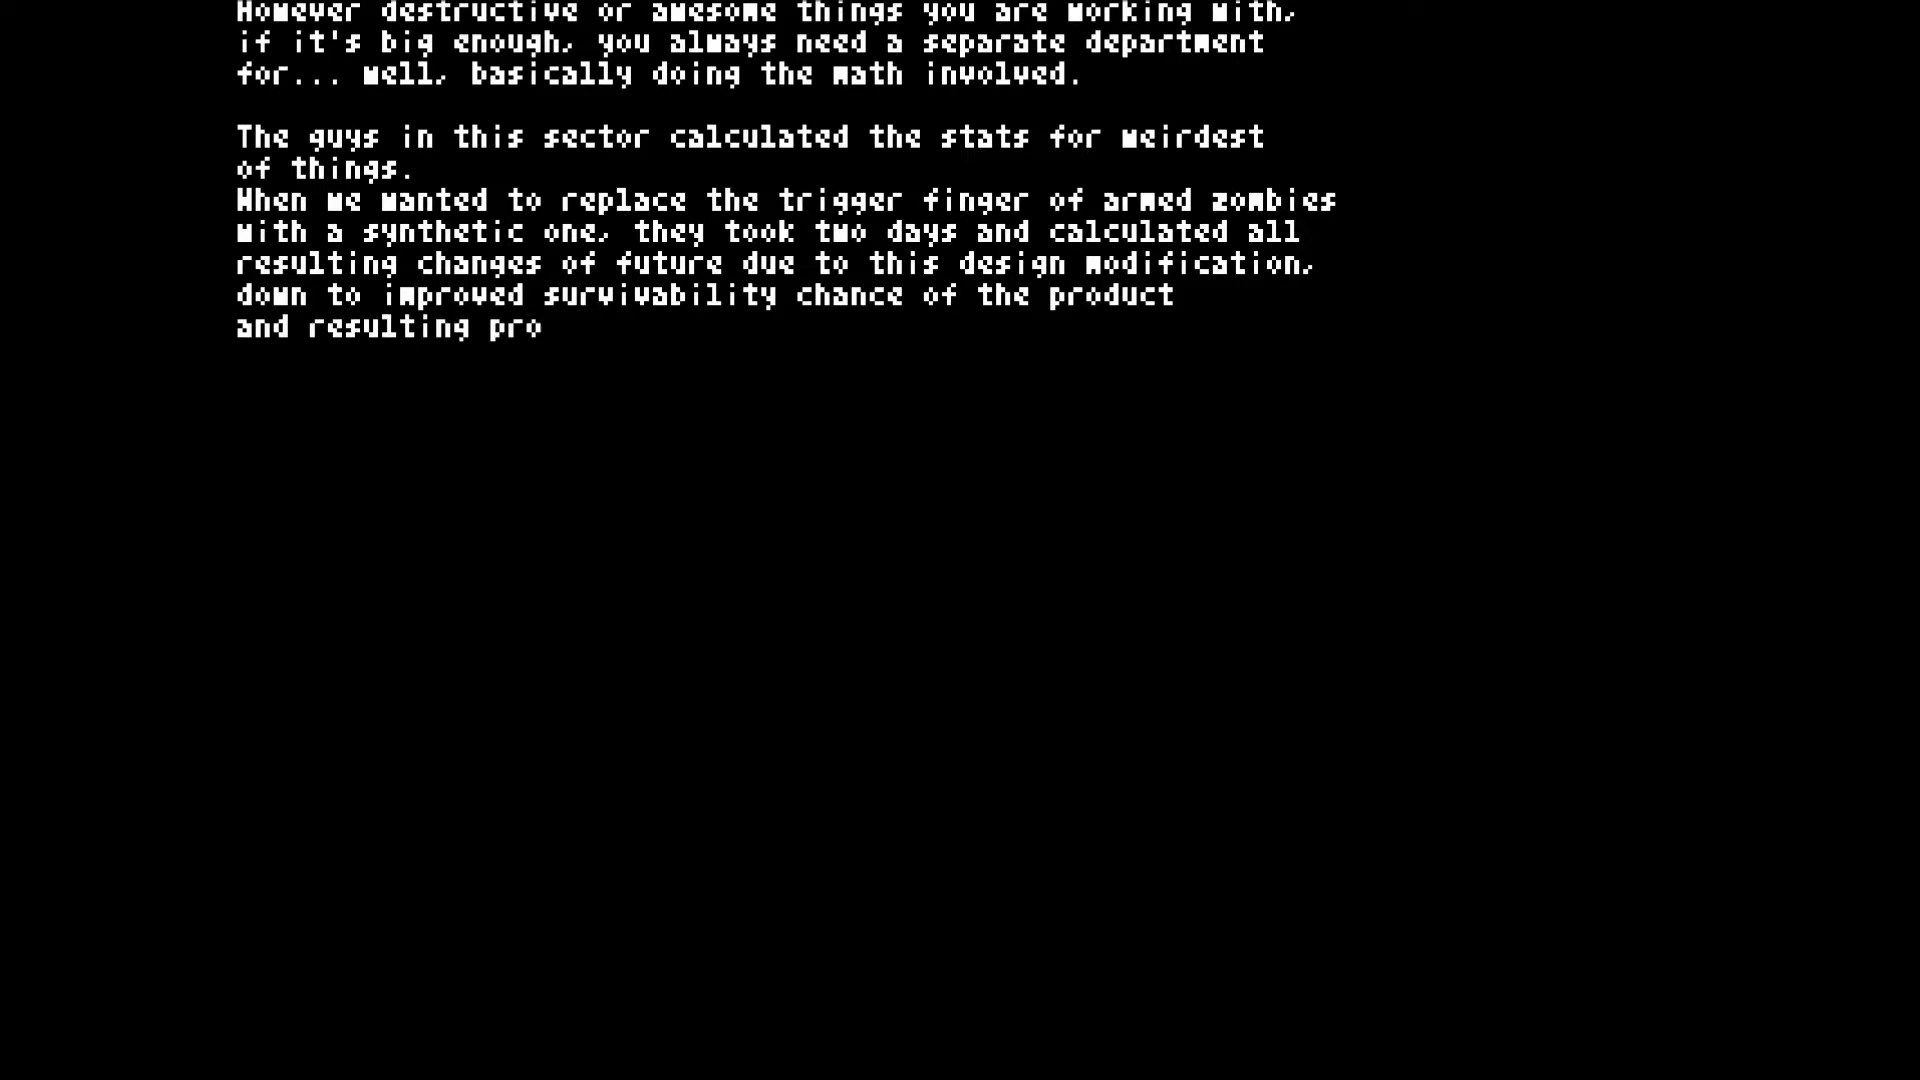 However destructive or awesome things you are working with,
if it's big enough, you always need a separate department
for... well, basically doing the math involved.
The guys in this sector calculated the stats for weirdest
of things.
When we wanted to replace the trigger finger of armed zombies
with a synthetic one, they took two days and calculated all
resulting changes of future due to this design modification,
down to improved survivability chance of the product
and resulting pro